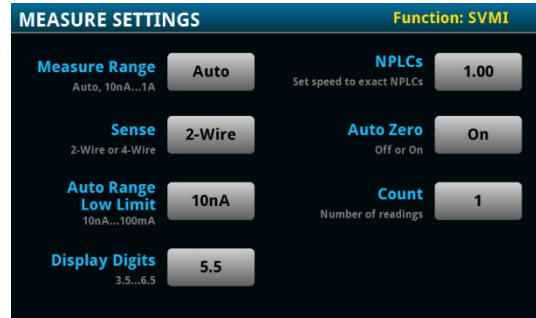 MEASURE SETTINGS
Function: SVMI
Measure Range
Auto, 10nA...1A
Auto
NPLCs
Set speed to exact NPLCs
1.00
Sense
2-Wire or 4-Wire
2-Wire
Auto Zero
Off or On
On
Auto Range
Low Limit
10nA...100mA
10nA
Count
Number of readings
1
Display Digits
3.5...6.5
5.5